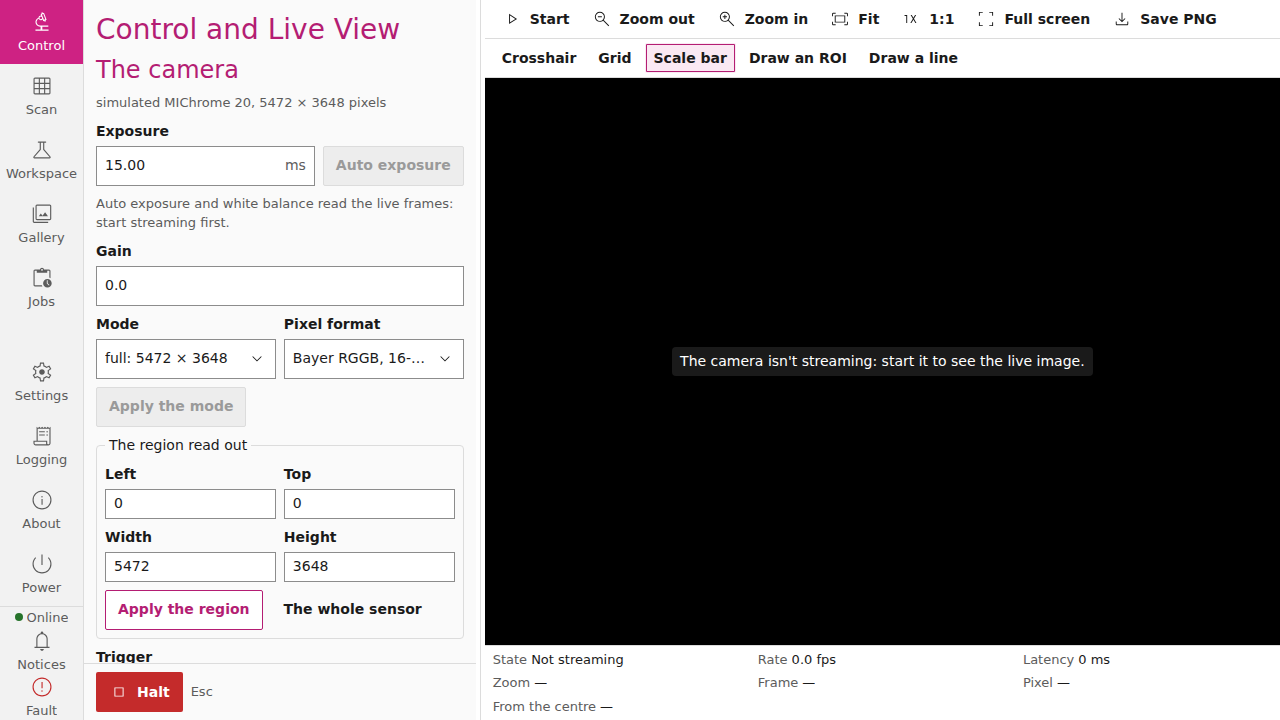 Control
Scan
Workspace
Gallery
Jobs
Settings
Logging
About
Power
Online
Notices
Fault
Control and Live View
The camera
simulated MIChrome 20, 5472 × 3648 pixels
Exposure
15.00 ms Auto exposure
Auto exposure and white balance read the live frames:
start streaming first.
Gain
0.0
Mode Pixel format
full: 5472 × 3648 Bayer RGGB, 16-...
Apply the mode
The region read out
Left Top
0 0
Width Height
5472 3648
Apply the region The whole sensor
Trigger
Halt Esc
Start Zoom out Zoom in Fit 1X 1:1 Full screen Save PNG
Crosshair Grid Scale bar Draw an ROI Draw a line
The camera isn't streaming: start it to see the live image.
State Not streaming Rate 0.0 fps Latency 0 ms
Zoom — Frame — Pixel —
From the centre —